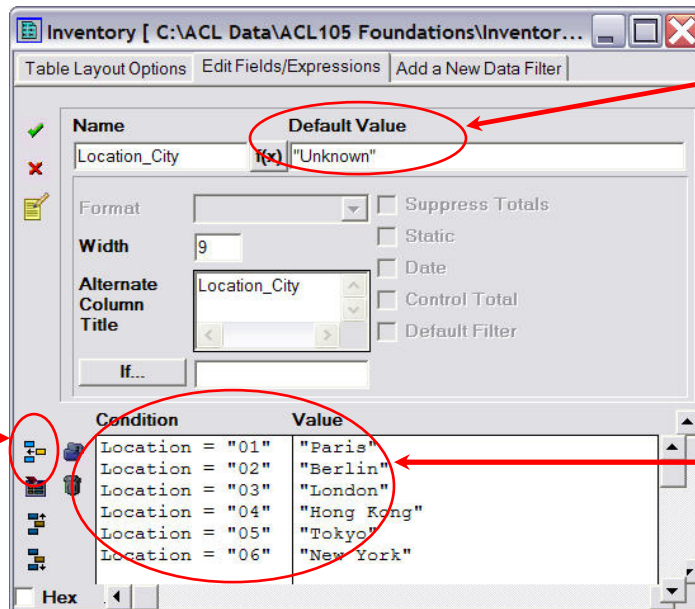 Inventory [ C:\ACL Data\ACL105 Foundations\Inventor...
Table Layout Options Edit Fields/Expressions Add a New Data Filter
Name Default Value
Location_City f(x) "Unknown"
Format Suppress Totals
Width 9 Static
Date
Alternate Column Title Location_City Control Total
Default Filter
If...
Condition Value
Location = "01" "Paris"
Location = "02" "Berlin"
Location = "03" "London"
Location = "04" "Hong Kong"
Location = "05" "Tokyo"
Location = "06" "New York"
Hex